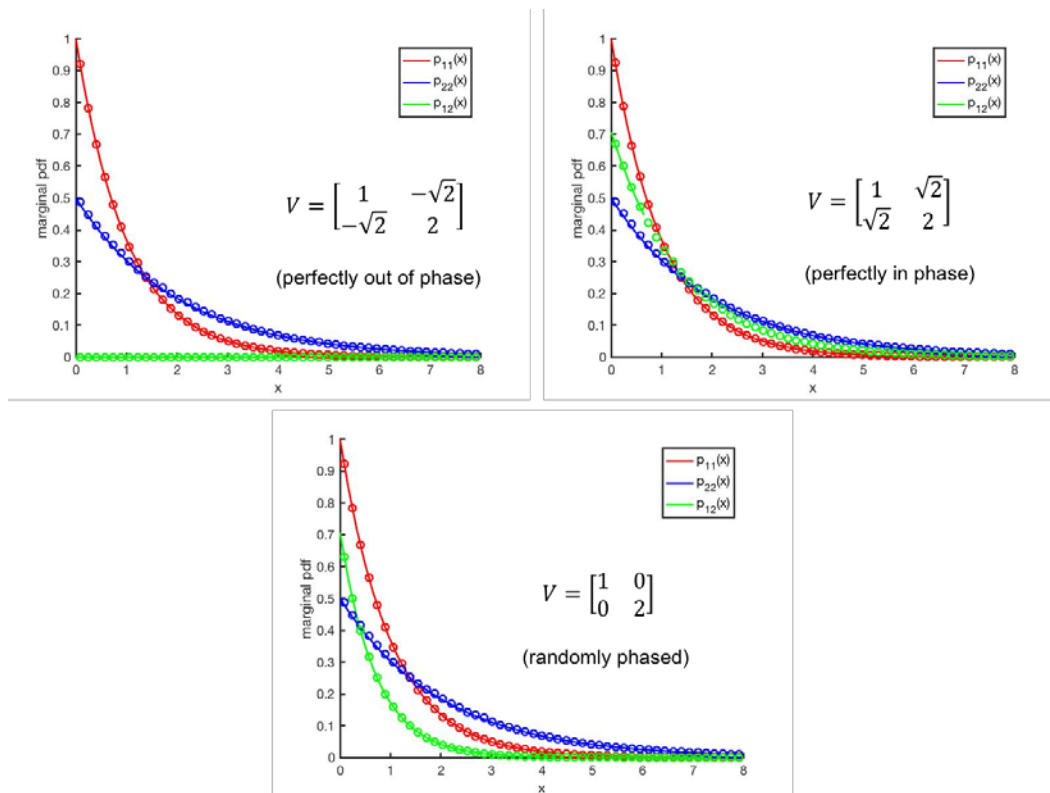 1
0.9
0.8
0.7
0.6
0.5
0.4
0.3
0.2
0.1
0
marginal pdf
p₁₁(x)
p₂₂(x)
p₁₂(x)
V = [1 -√2
-√2 2]
(perfectly out of phase)
0 1 2 3 4 5 6 7 8
x
1
0.9
0.8
0.7
0.6
0.5
0.4
0.3
0.2
0.1
0
marginal pdf
p₁₁(x)
p₂₂(x)
p₁₂(x)
V = [1 √2
√2 2]
(perfectly in phase)
0 1 2 3 4 5 6 7 8
x
1
0.9
0.8
0.7
0.6
0.5
0.4
0.3
0.2
0.1
0
marginal pdf
p₁₁(x)
p₂₂(x)
p₁₂(x)
V = [1 0
0 2]
(randomly phased)
0 1 2 3 4 5 6 7 8
x